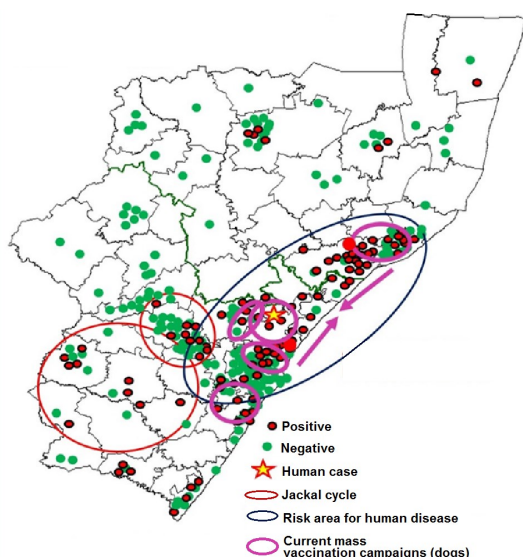 Positive
Negative
Human case
Jackal cycle
Risk area for human disease
Current mass
vaccination campaigns (dogs)